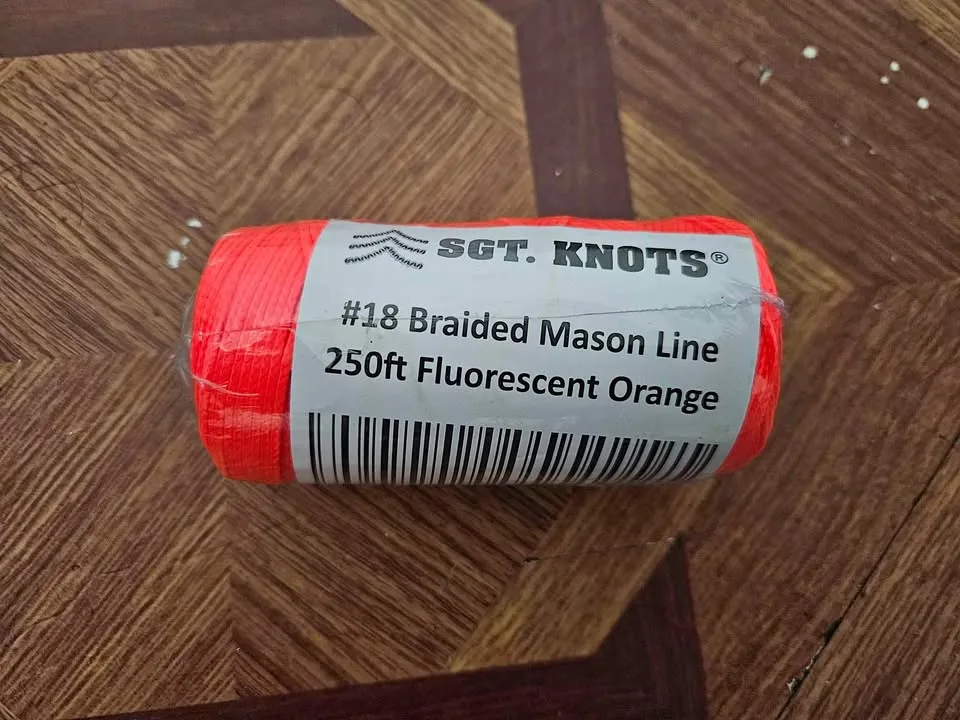 SGT. KNOTS®
#18 Braided Mason Line
250ft Fluorescent Orange